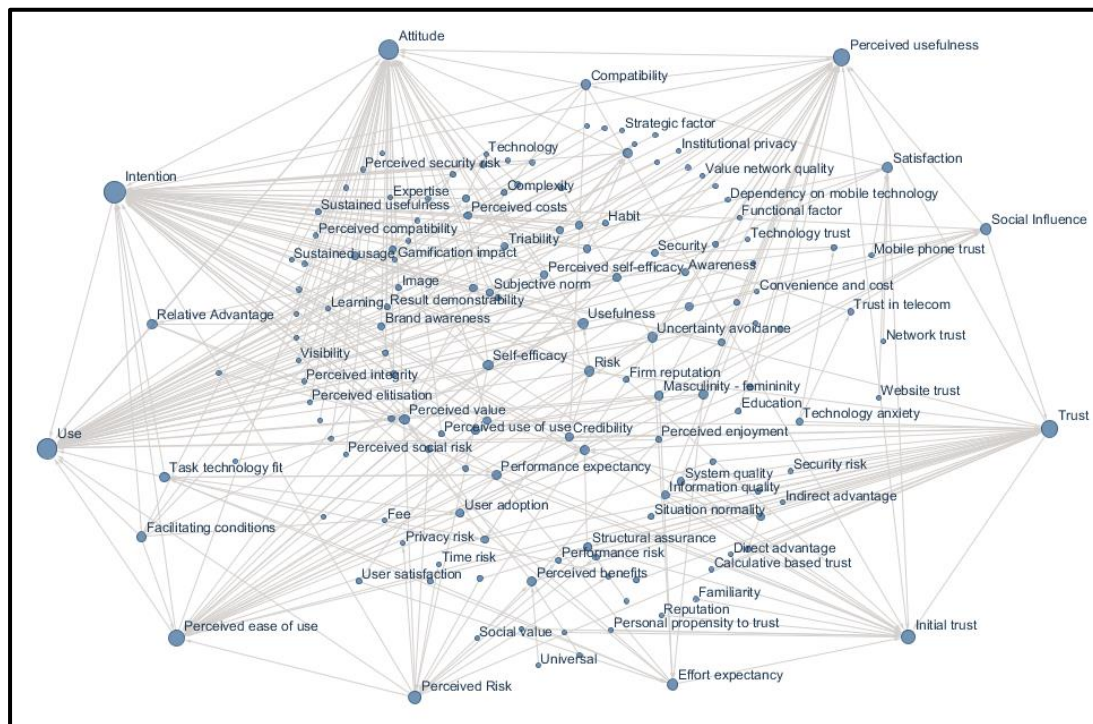 Attitude
Perceived usefulness
Compatibility
Strategic factor
Technology
Institutional privacy
Perceived security risk
Satisfaction
Value network quality
Intention
Expertise
Complexity
Dependency on mobile technology
Sustained usefulness
Perceived costs
Habit
Functional factor
Social Influence
Perceived compatibility
Triability
Technology trust
Sustained usage
Gamification impact
Security
Mobile phone trust
Perceived self-efficacy
Awareness
Image
Subjective norm
Convenience and cost
Learning
Result demonstrability
Trust in telecom
Relative Advantage
Brand awareness
Usefulness
Uncertainty avoidance
Network trust
Visibility
Self-efficacy
Risk
Perceived integrity
Firm reputation
Masculinity - femininity
Website trust
Perceived elitisation
Education
Perceived value
Technology anxiety
Use
Perceived use of use
Credibility
Perceived enjoyment
Trust
Perceived social risk
Task technology fit
Performance expectancy
System quality
Security risk
Information quality
Indirect advantage
User adoption
Situation normality
Facilitating conditions
Fee
Privacy risk
Structural assurance
Time risk
Performance risk
Direct advantage
Calculative based trust
User satisfaction
Perceived benefits
Familiarity
Reputation
Perceived ease of use
Social value
Personal propensity to trust
Initial trust
Universal
Effort expectancy
Perceived Risk